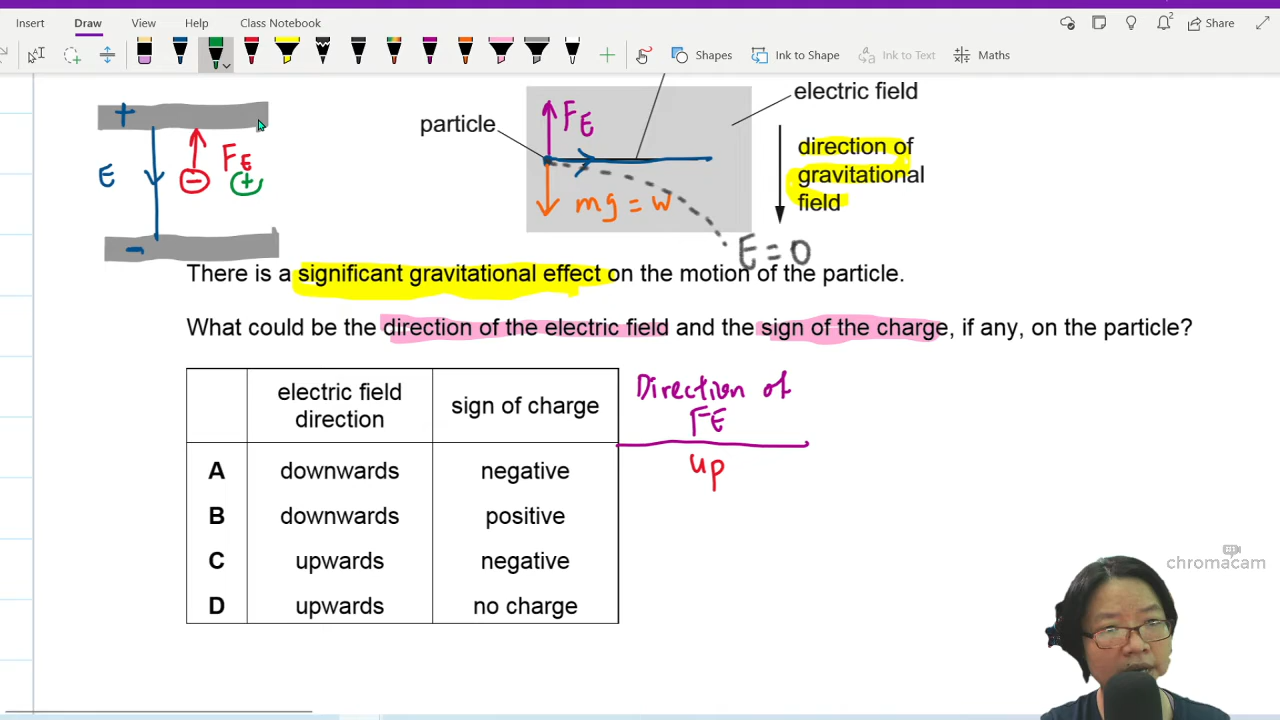 Insert Draw View Help Class Notebook Share
Shapes Ink to Shape Ink to Text Maths
+
E
− FE
+
−
particle
FE
mg = W
electric field
direction of
gravitational
field
E = 0
There is a significant gravitational effect on the motion of the particle.
What could be the direction of the electric field and the sign of the charge, if any, on the particle?
electric field
direction
sign of charge
Direction of
FE
A downwards negative up
B downwards positive
C upwards negative
D upwards no charge
chromacam